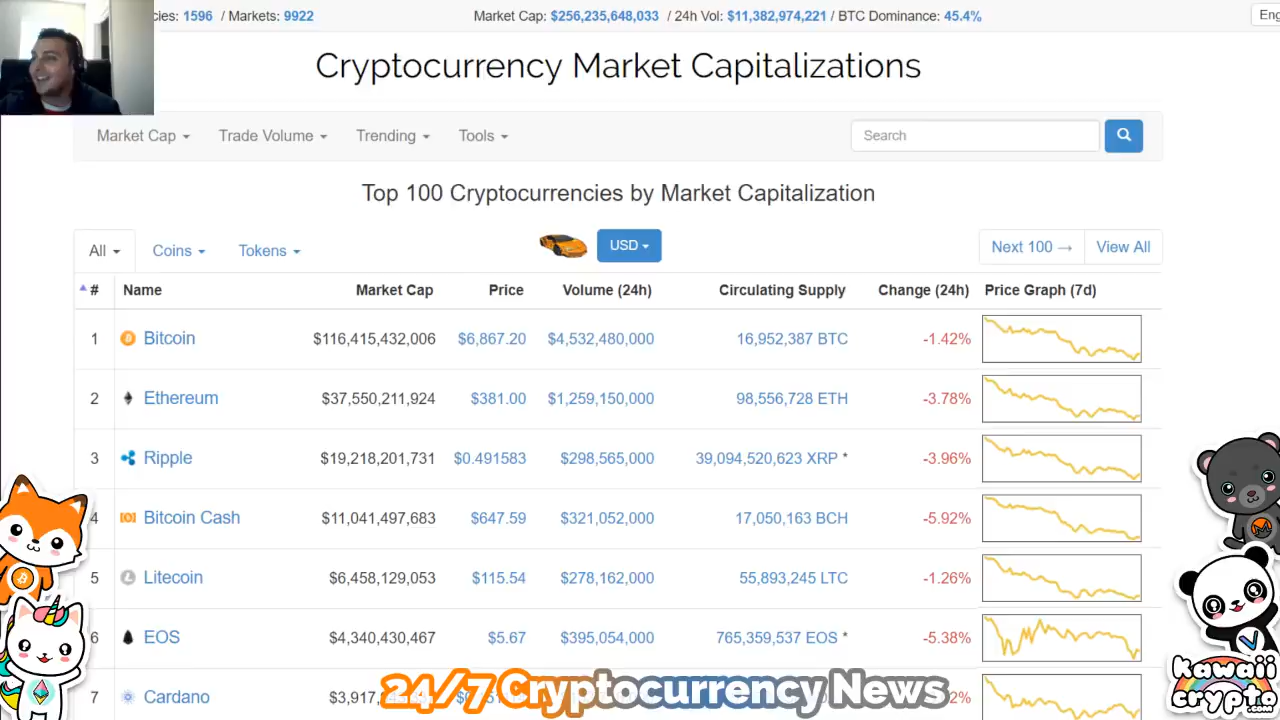 cies: 1596 / Markets: 9922 Market Cap: $256,235,648,033 / 24h Vol: $11,382,974,221 / BTC Dominance: 45.4% Eng
Cryptocurrency Market Capitalizations
Market Cap Trade Volume Trending Tools Search
Top 100 Cryptocurrencies by Market Capitalization
All Coins Tokens USD Next 100 → View All
# Name Market Cap Price Volume (24h) Circulating Supply Change (24h) Price Graph (7d)
1 Bitcoin $116,415,432,006 $6,867.20 $4,532,480,000 16,952,387 BTC -1.42%
2 Ethereum $37,550,211,924 $381.00 $1,259,150,000 98,556,728 ETH -3.78%
3 Ripple $19,218,201,731 $0.491583 $298,565,000 39,094,520,623 XRP * -3.96%
4 Bitcoin Cash $11,041,497,683 $647.59 $321,052,000 17,050,163 BCH -5.92%
5 Litecoin $6,458,129,053 $115.54 $278,162,000 55,893,245 LTC -1.26%
6 EOS $4,340,430,467 $5.67 $395,054,000 765,359,537 EOS * -5.38%
7 Cardano
24/7 Cryptocurrency News
kawaii
crypto
.com